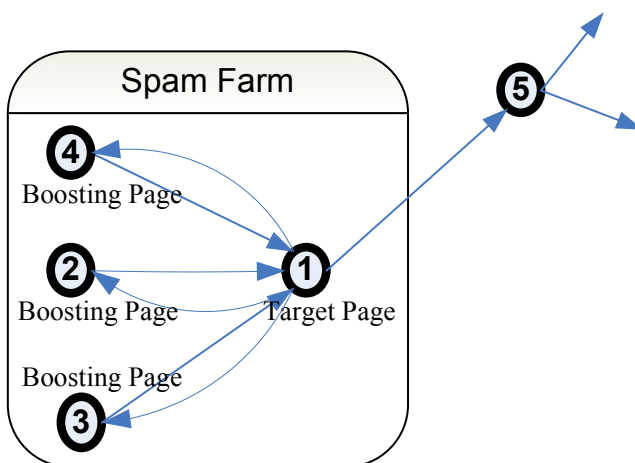 Spam Farm
5
4
Boosting Page
2
1
Boosting Page
Target Page
Boosting Page
3